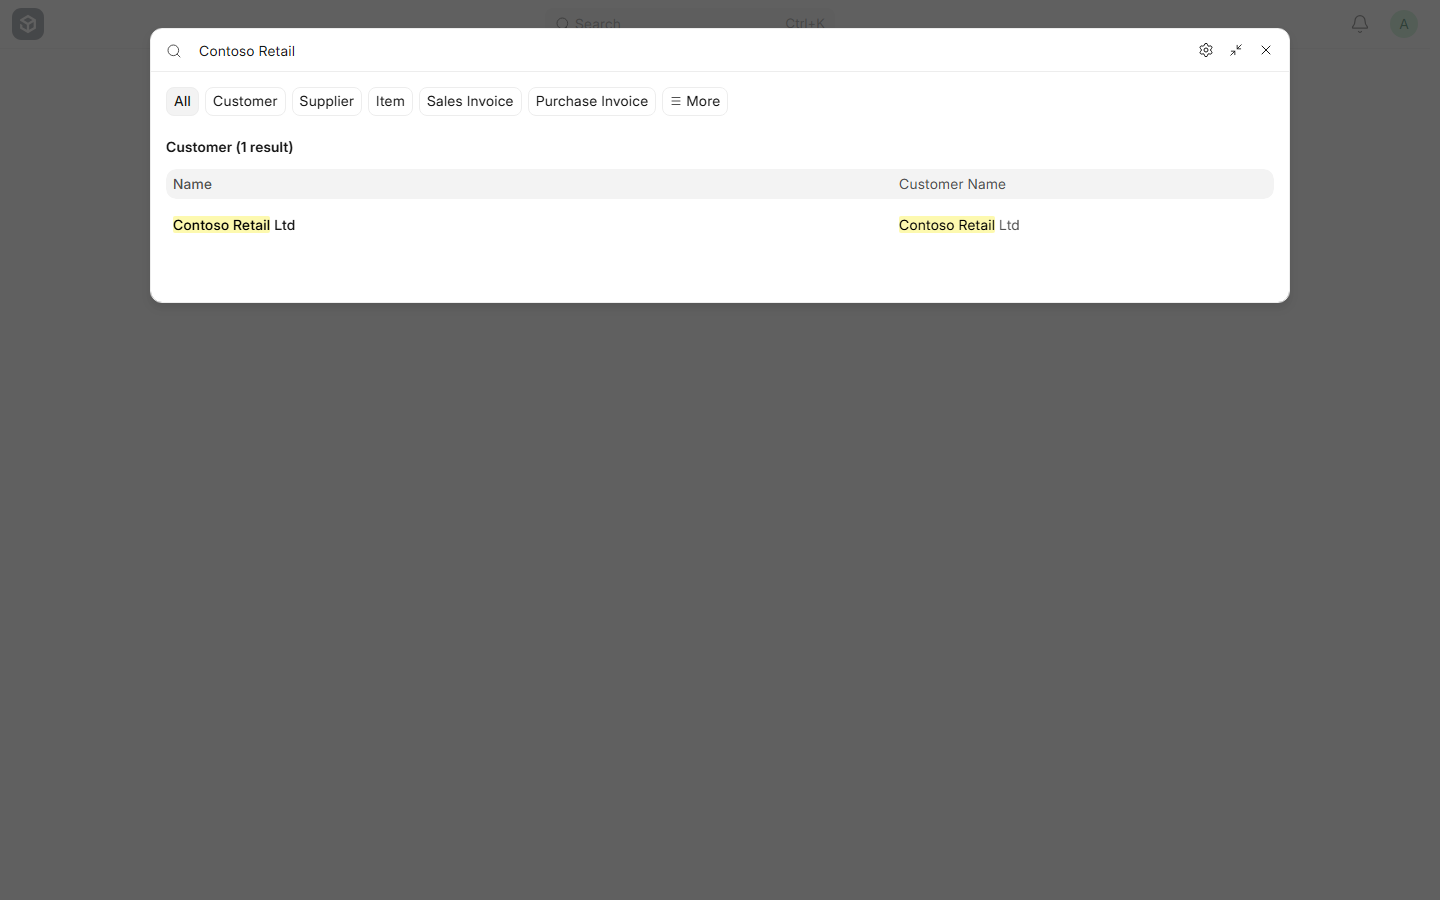 Search Ctrl+K
A
Contoso Retail
All Customer Supplier Item Sales Invoice Purchase Invoice More
Customer (1 result)
Name Customer Name
Contoso Retail Ltd Contoso Retail Ltd